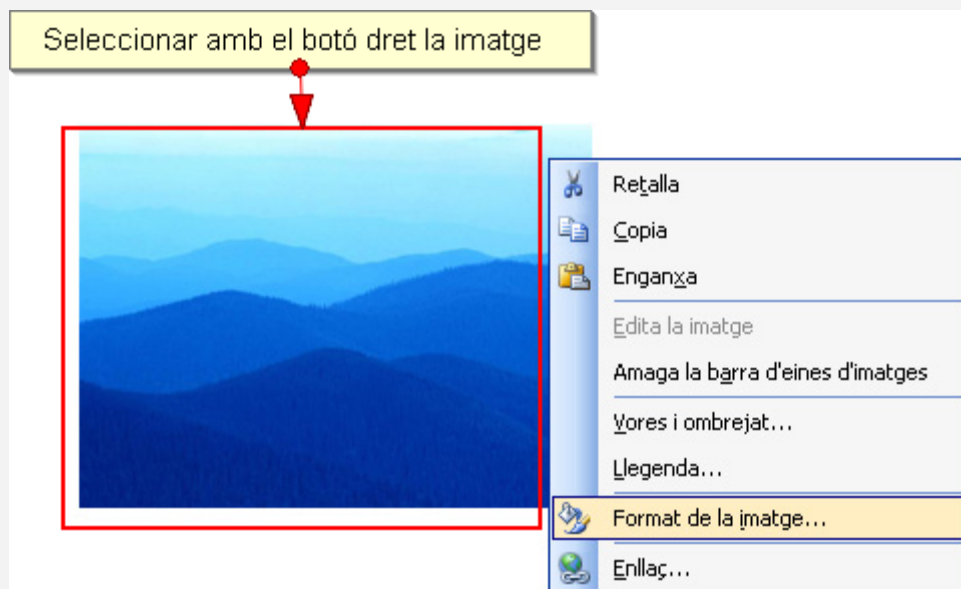 Seleccionar amb el botó dret la imatge
Retalla
Copia
Enganxa
Edita la imatge
Amaga la barra d'eines d'imatges
Vores i ombrejat...
Llegenda...
Format de la imatge...
Enllaç...